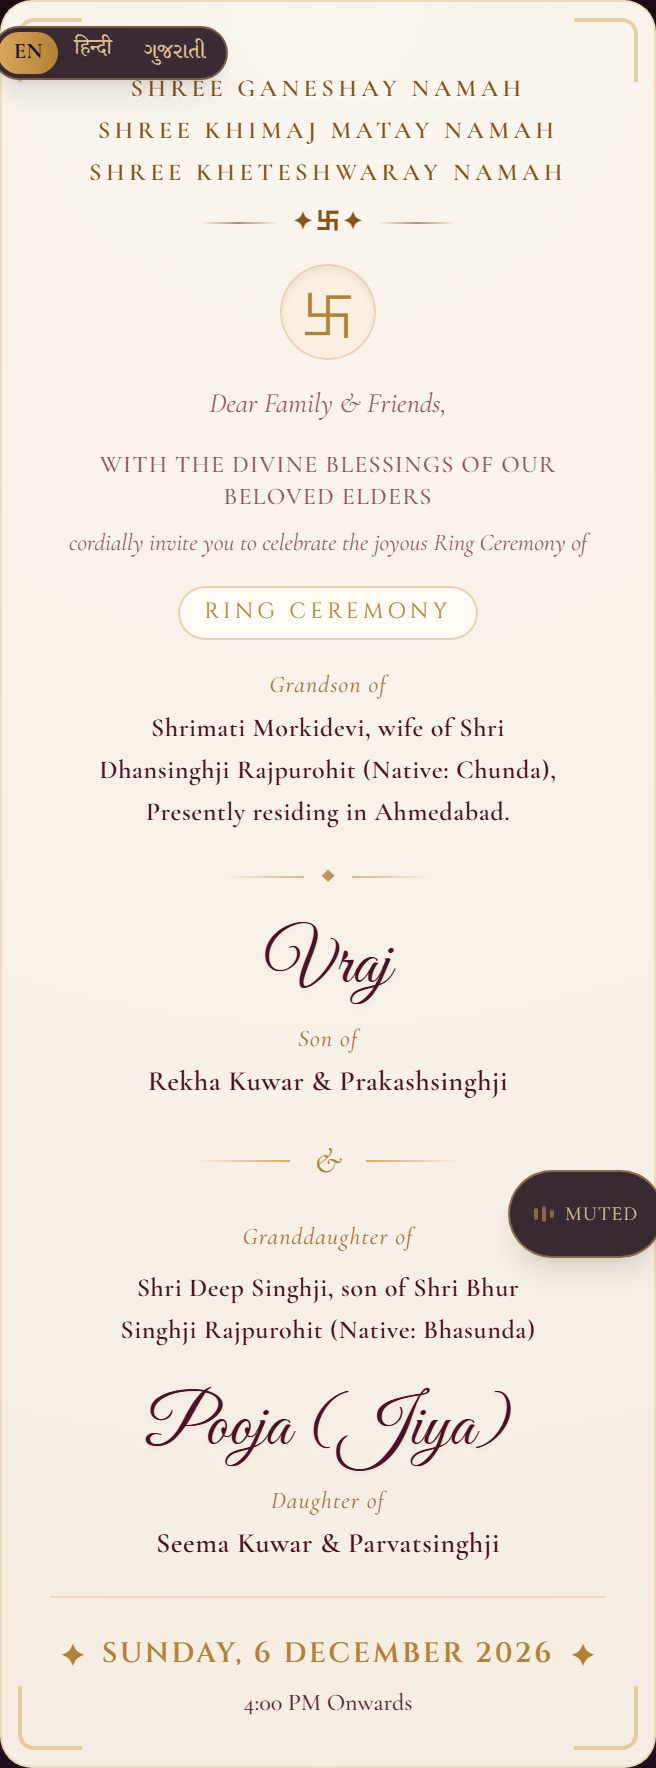 EN हिन्दी ગુજરાતી
SHREE GANESHAY NAMAH
SHREE KHIMAJ MATAY NAMAH
SHREE KHETESHWARAY NAMAH
✦卐✦
卐
Dear Family & Friends,
WITH THE DIVINE BLESSINGS OF OUR
BELOVED ELDERS
cordially invite you to celebrate the joyous Ring Ceremony of
RING CEREMONY
Grandson of
Shrimati Morkidevi, wife of Shri
Dhansinghji Rajpurohit (Native: Chunda),
Presently residing in Ahmedabad.
Vraj
Son of
Rekha Kuwar & Prakashsinghji
&
MUTED
Granddaughter of
Shri Deep Singhji, son of Shri Bhur
Singhji Rajpurohit (Native: Bhasunda)
Pooja (Jiya)
Daughter of
Seema Kuwar & Parvatsinghji
✦ SUNDAY, 6 DECEMBER 2026 ✦
4:00 PM Onwards